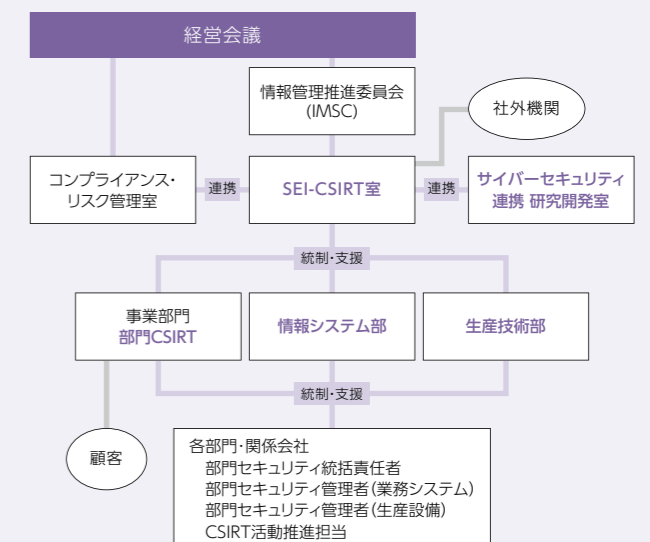 経営会議
情報管理推進委員会
(IMSC)
社外機関
コンプライアンス・
リスク管理室
連携
SEI-CSIRT室
連携
サイバーセキュリティ
連携 研究開発室
統制・支援
事業部門
部門CSIRT
情報システム部
生産技術部
統制・支援
顧客
各部門・関係会社
部門セキュリティ統括責任者
部門セキュリティ管理者(業務システム)
部門セキュリティ管理者(生産設備)
CSIRT活動推進担当